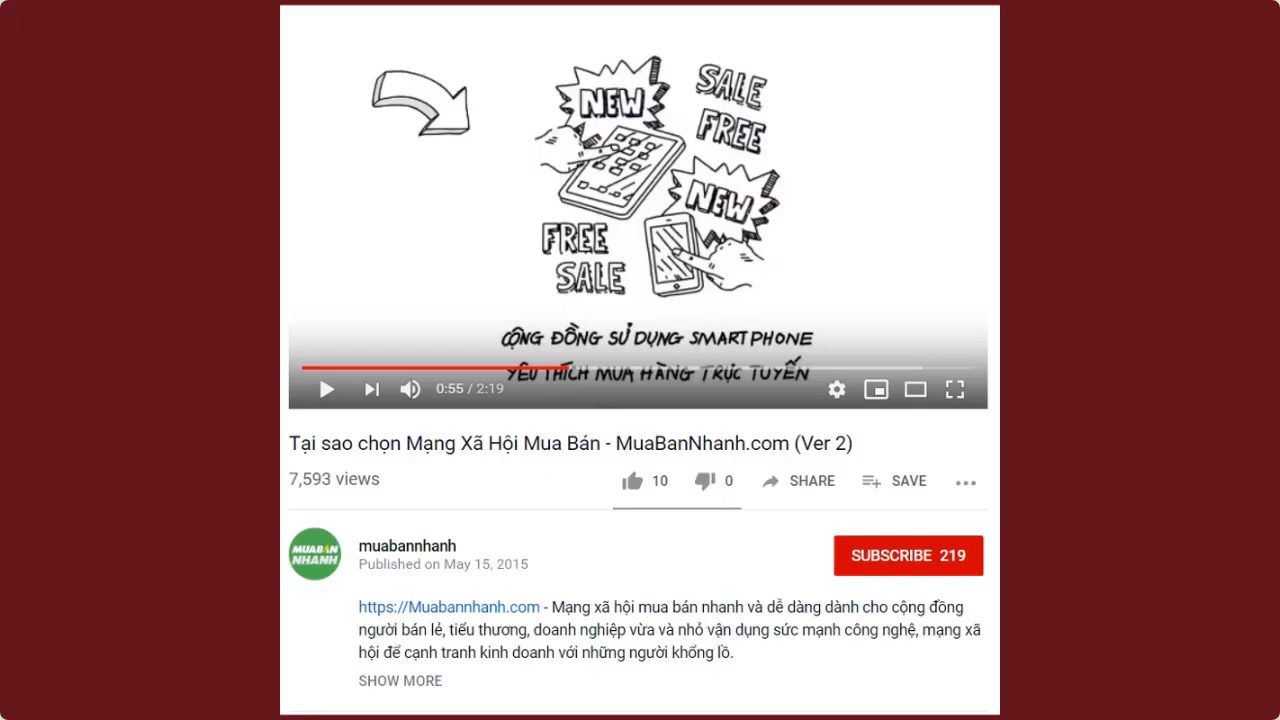 NEW
SALE
FREE
NEW
FREE
SALE
CỘNG ĐỒNG SỬ DỤNG SMARTPHONE
YÊU THÍCH MUA HÀNG TRỰC TUYẾN
0:55 / 2:19
Tại sao chọn Mạng Xã Hội Mua Bán - MuaBanNhanh.com (Ver 2)
7,593 views
10
0
SHARE
SAVE
MUABÁN
NHANH
muabannhanh
Published on May 15, 2015
SUBSCRIBE 219
https://Muabannhanh.com - Mạng xã hội mua bán nhanh và dễ dàng dành cho cộng đồng
người bán lẻ, tiểu thương, doanh nghiệp vừa và nhỏ vận dụng sức mạnh công nghệ, mạng xã
hội để cạnh tranh kinh doanh với những người khổng lồ.
SHOW MORE